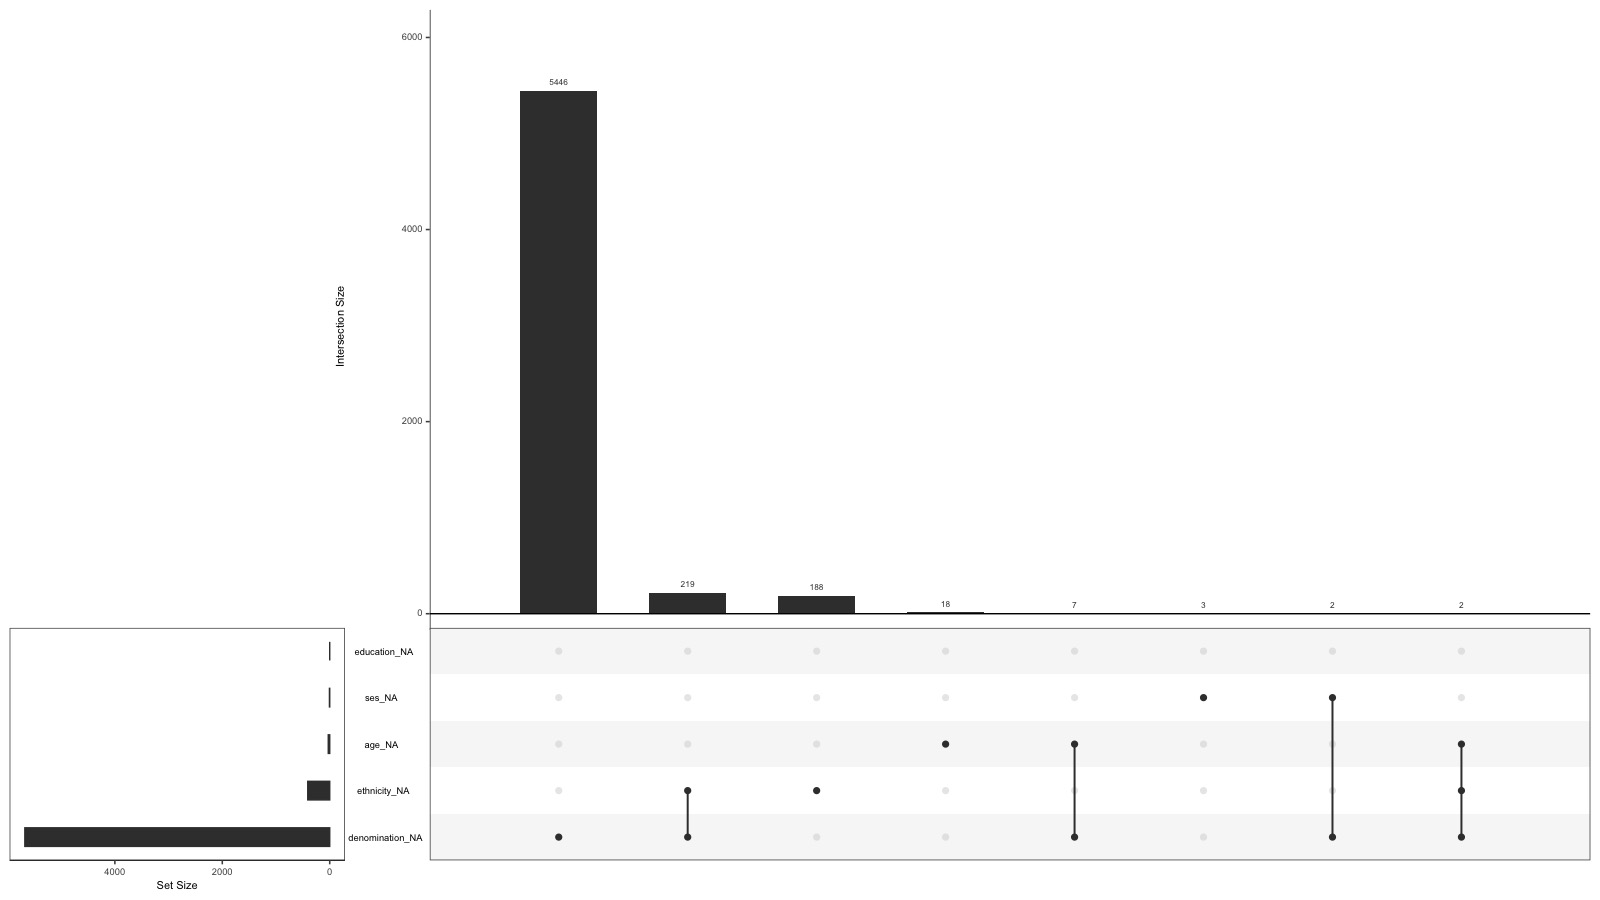 6000
5446
4000
Intersection Size
2000
219
188
18
7
3
2
2
0
education_NA
ses_NA
age_NA
ethnicity_NA
denomination_NA
4000
2000
0
Set Size